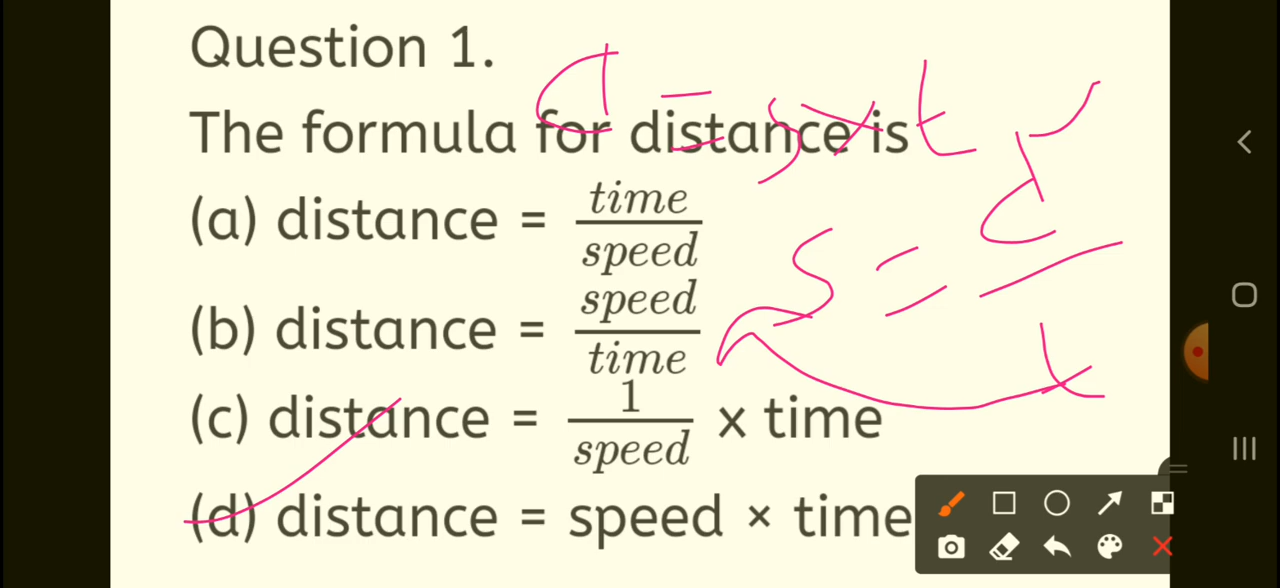 Question 1.
The formula for distance is
d = s × t
(a) distance = time / speed
s = d / t
(b) distance = speed / time
(c) distance = 1 / speed x time
(d) distance = speed × time